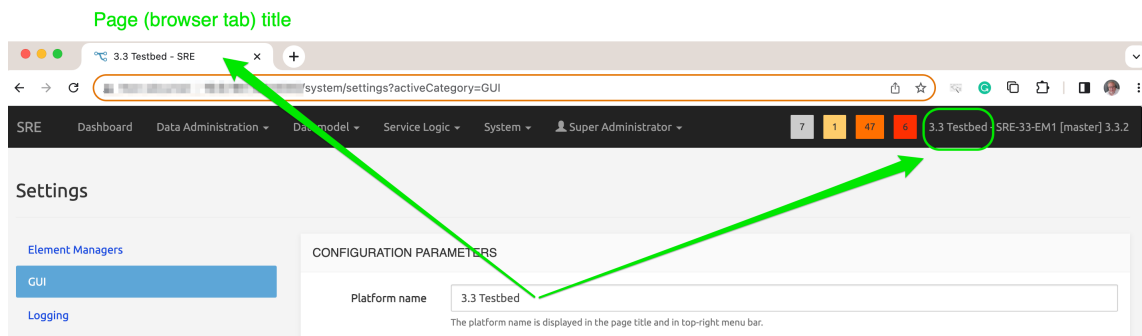 Page (browser tab) title
3.3 Testbed - SRE
/system/settings?activeCategory=GUI
SRE Dashboard Data Administration Datamodel Service Logic System Super Administrator 7 1 47 6 3.3 Testbed - SRE-33-EM1 [master] 3.3.2
Settings
Element Managers
CONFIGURATION PARAMETERS
GUI
Platform name 3.3 Testbed
Logging
The platform name is displayed in the page title and in top-right menu bar.